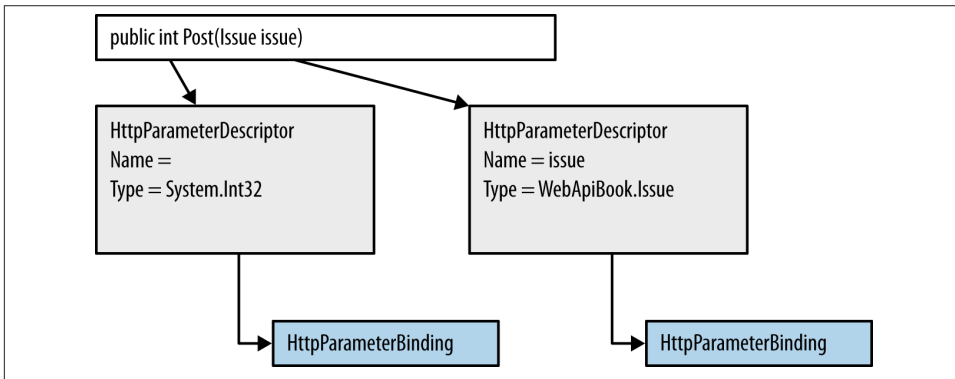 public int Post(Issue issue)
HttpParameterDescriptor
Name =
Type = System.Int32
HttpParameterDescriptor
Name = issue
Type = WebApiBook.Issue
HttpParameterBinding
HttpParameterBinding